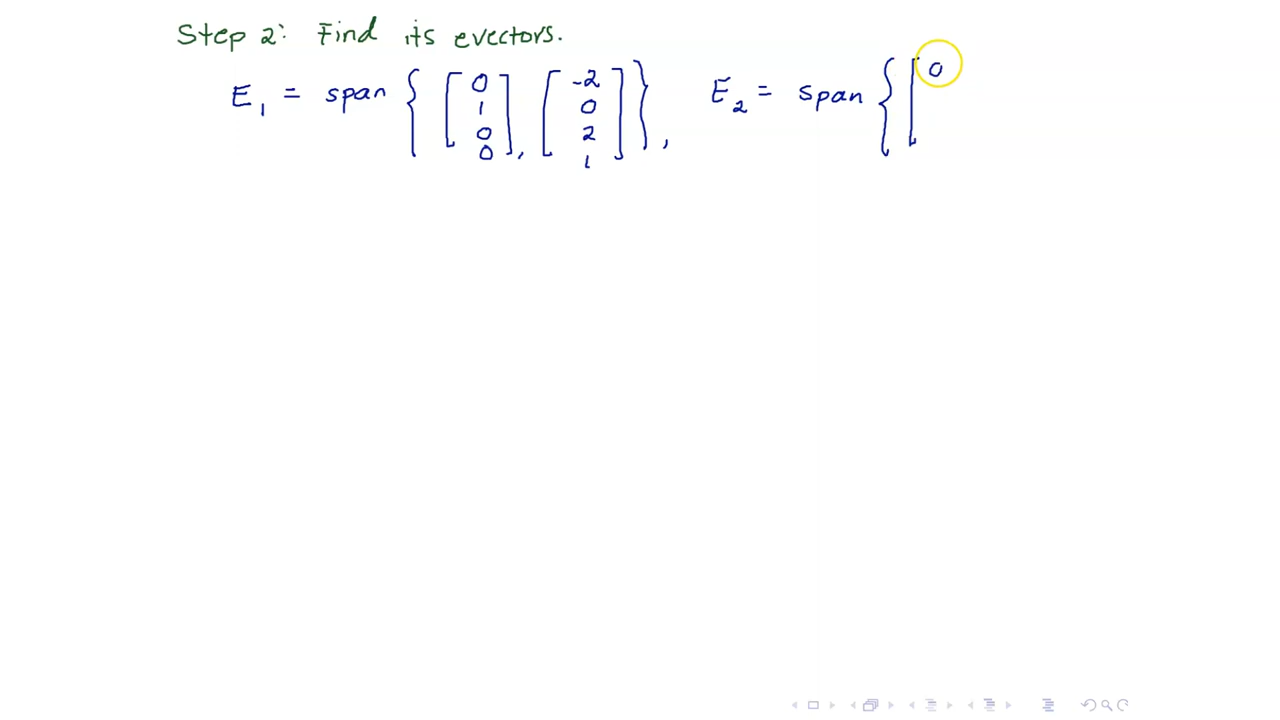 Step 2: Find its evectors.
E₁ = span { [0 1 0 0], [-2 0 2 1] }, E₂ = span { [ 0